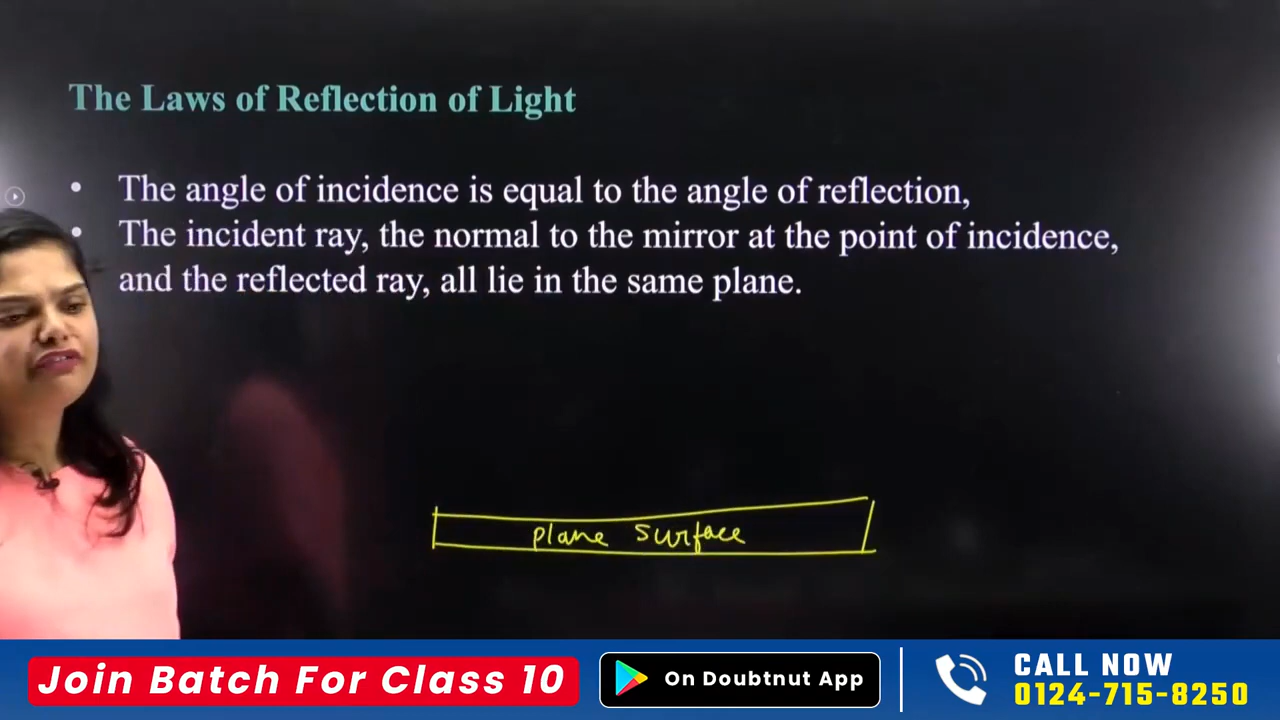 The Laws of Reflection of Light
• The angle of incidence is equal to the angle of reflection,
• The incident ray, the normal to the mirror at the point of incidence,
and the reflected ray, all lie in the same plane.
plane surface
Join Batch For Class 10
On Doubtnut App
CALL NOW
0124-715-8250